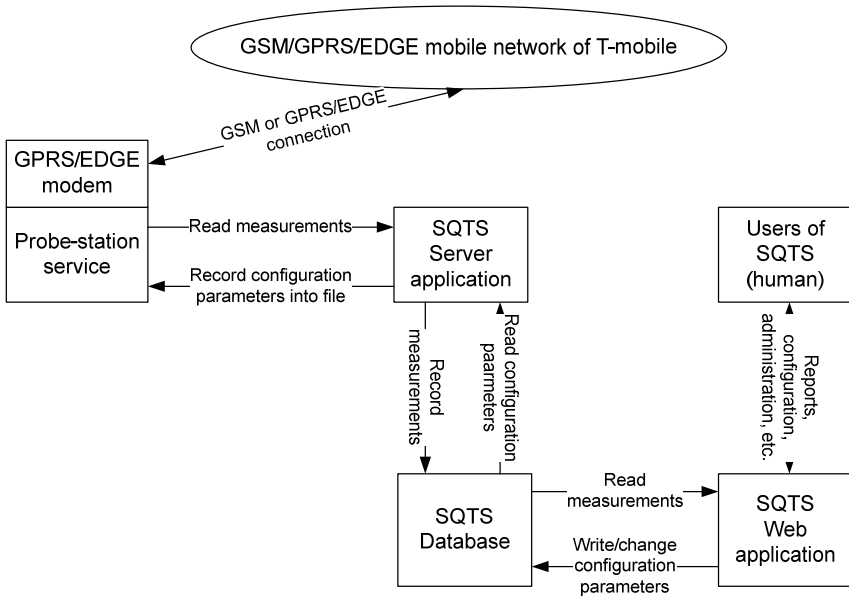 GSM/GPRS/EDGE mobile network of T-mobile
GSM or GPRS/EDGE
connection
GPRS/EDGE
modem
Probe-station
service
Read measurements
Record configuration
parameters into file
SQTS
Server
application
Users of
SQTS
(human)
Record
measurements
Read configuration
paarmeters
Reports,
configuration,
administration, etc.
SQTS
Database
Read
measurements
Write/change
configuration
parameters
SQTS
Web
application